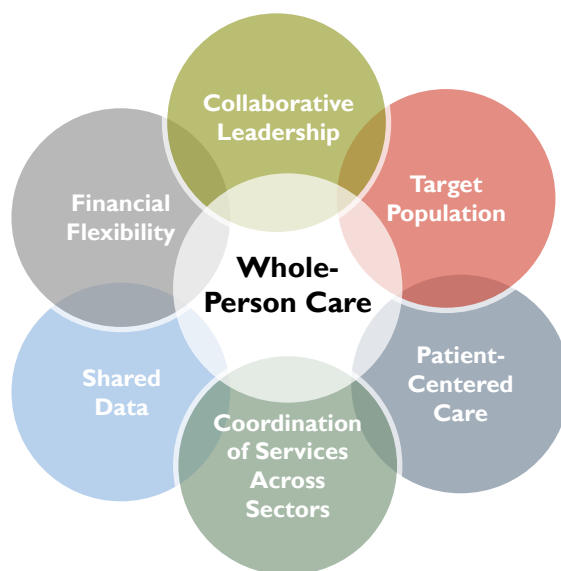 Collaborative
Leadership
Financial
Flexibility
Target
Population
Whole-
Person Care
Shared
Data
Patient-
Centered
Care
Coordination
of Services
Across
Sectors